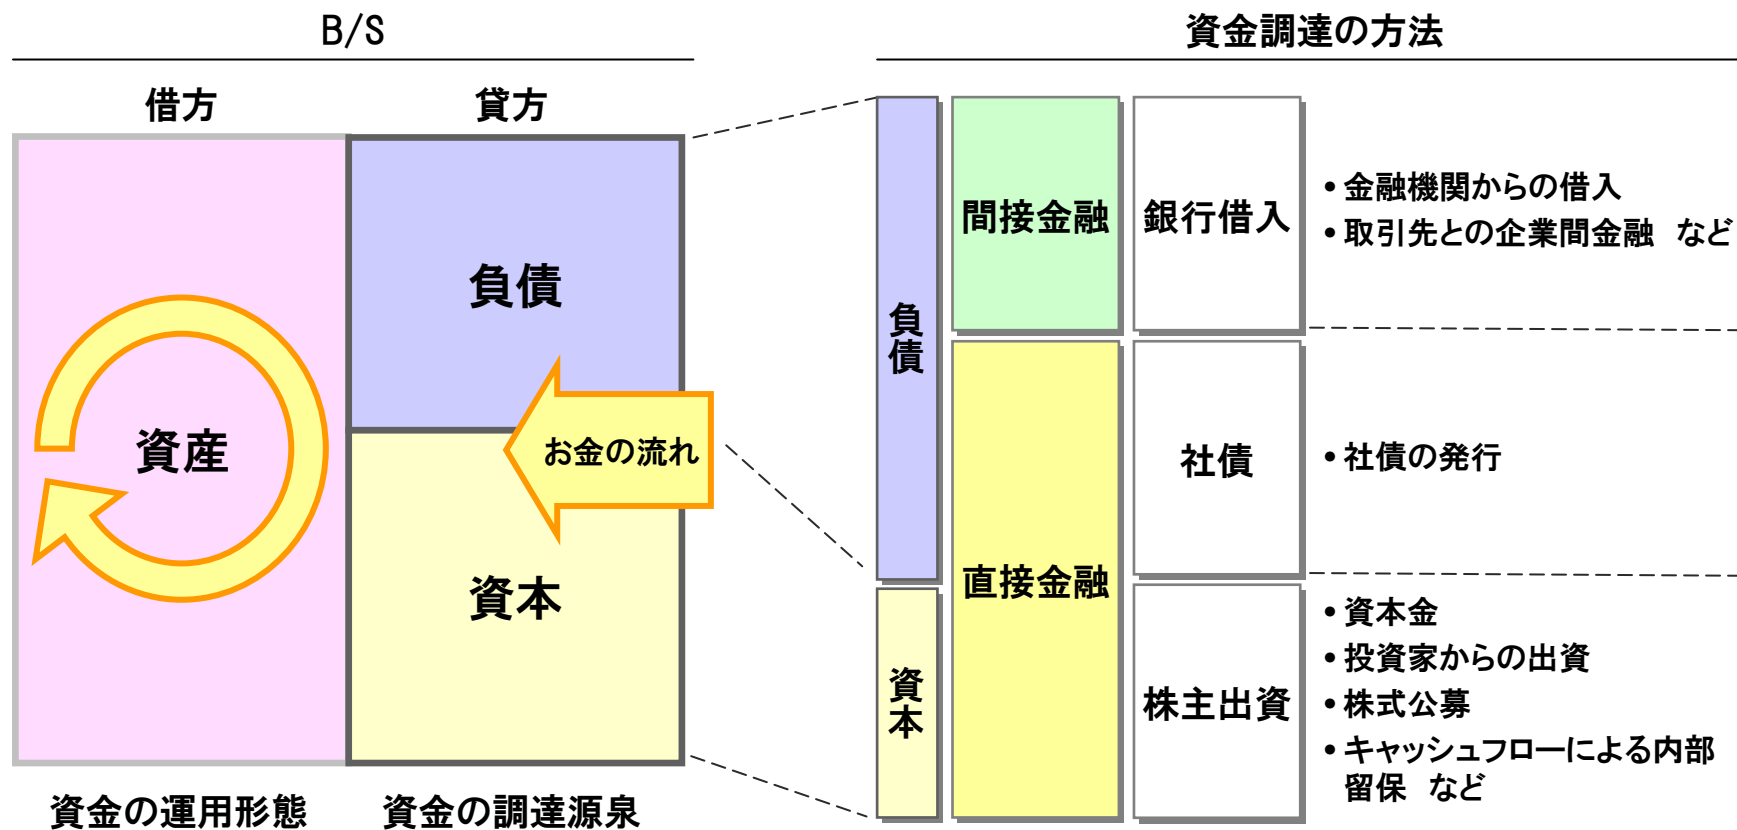 B/S
借方
貸方
負債
資産
お金の流れ
資本
資金の運用形態
資金の調達源泉
資金調達の方法
負債
資本
間接金融
直接金融
銀行借入
• 金融機関からの借入
• 取引先との企業間金融 など
社債
• 社債の発行
株主出資
• 資本金
• 投資家からの出資
• 株式公募
• キャッシュフローによる内部
留保 など